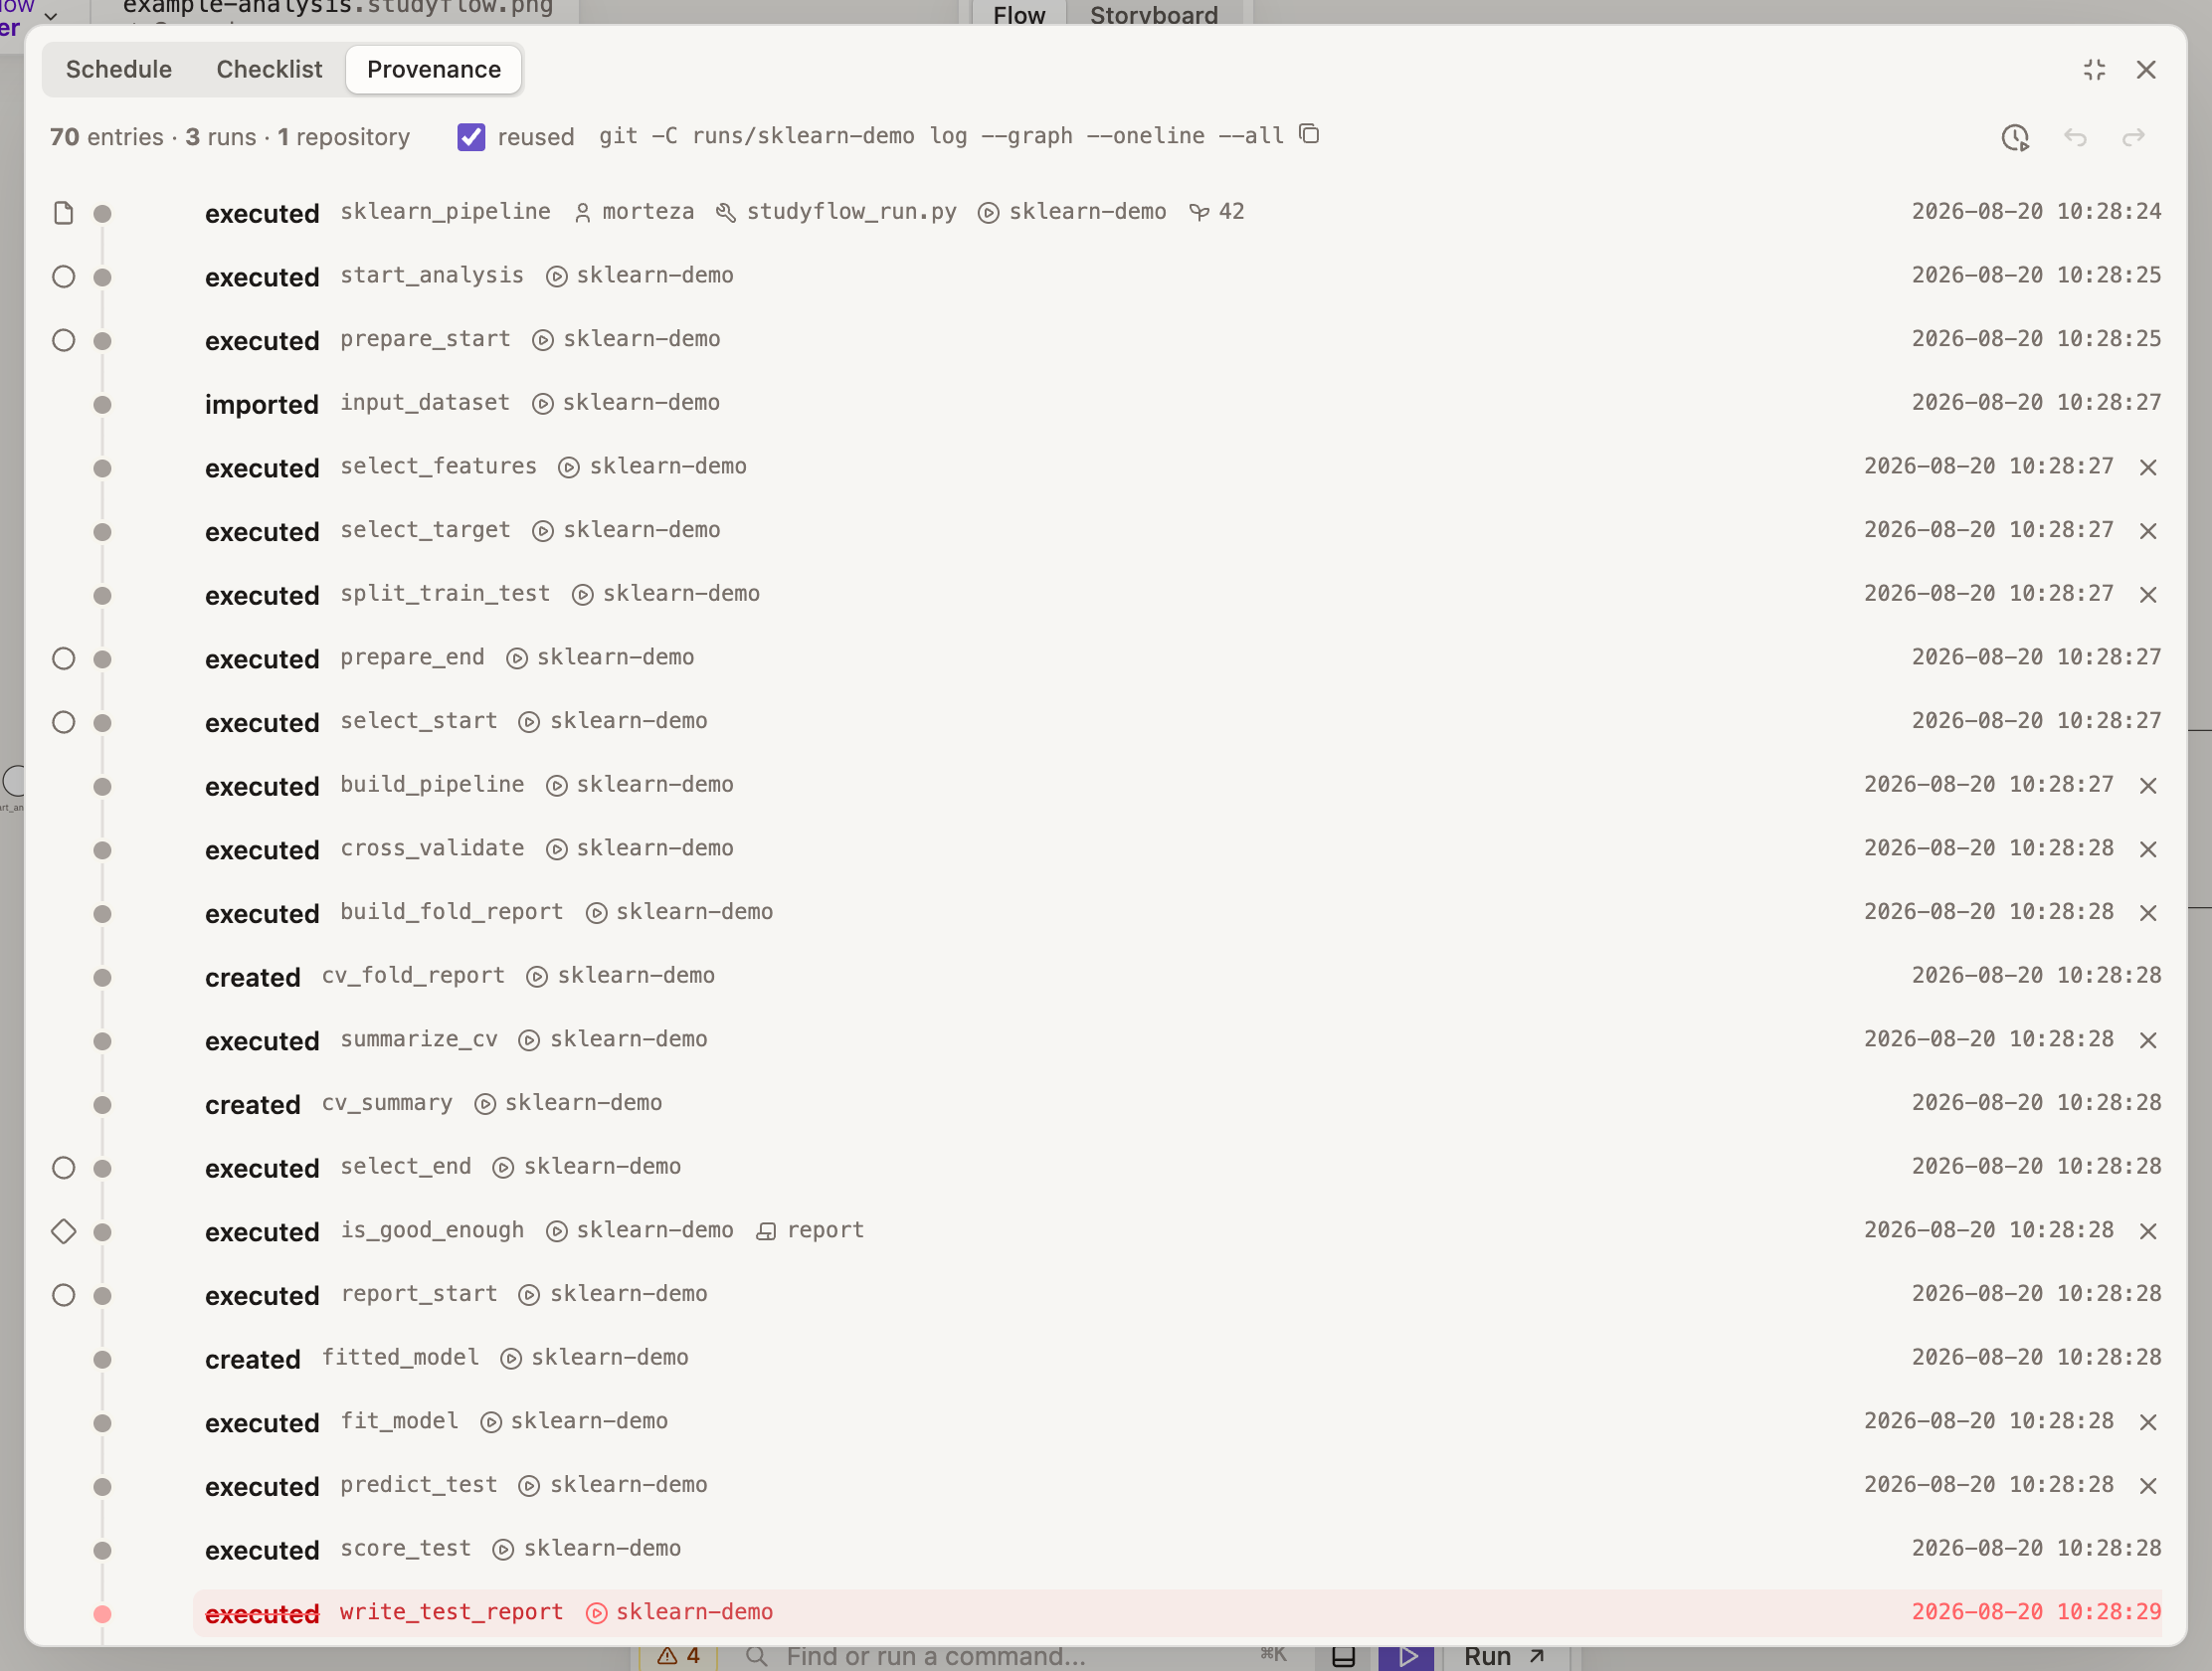 example-analysis.studyflow.png
Flow Storyboard
er
Schedule Checklist Provenance
70 entries · 3 runs · 1 repository reused git -C runs/sklearn-demo log --graph --oneline --all
executed sklearn_pipeline morteza studyflow_run.py sklearn-demo 42 2026-08-20 10:28:24
executed start_analysis sklearn-demo 2026-08-20 10:28:25
executed prepare_start sklearn-demo 2026-08-20 10:28:25
imported input_dataset sklearn-demo 2026-08-20 10:28:27
executed select_features sklearn-demo 2026-08-20 10:28:27
executed select_target sklearn-demo 2026-08-20 10:28:27
executed split_train_test sklearn-demo 2026-08-20 10:28:27
executed prepare_end sklearn-demo 2026-08-20 10:28:27
executed select_start sklearn-demo 2026-08-20 10:28:27
executed build_pipeline sklearn-demo 2026-08-20 10:28:27
executed cross_validate sklearn-demo 2026-08-20 10:28:28
executed build_fold_report sklearn-demo 2026-08-20 10:28:28
created cv_fold_report sklearn-demo 2026-08-20 10:28:28
executed summarize_cv sklearn-demo 2026-08-20 10:28:28
created cv_summary sklearn-demo 2026-08-20 10:28:28
executed select_end sklearn-demo 2026-08-20 10:28:28
executed is_good_enough sklearn-demo report 2026-08-20 10:28:28
executed report_start sklearn-demo 2026-08-20 10:28:28
created fitted_model sklearn-demo 2026-08-20 10:28:28
executed fit_model sklearn-demo 2026-08-20 10:28:28
executed predict_test sklearn-demo 2026-08-20 10:28:28
executed score_test sklearn-demo 2026-08-20 10:28:28
executed write_test_report sklearn-demo 2026-08-20 10:28:29
4 Find or run a command... ⌘K Run